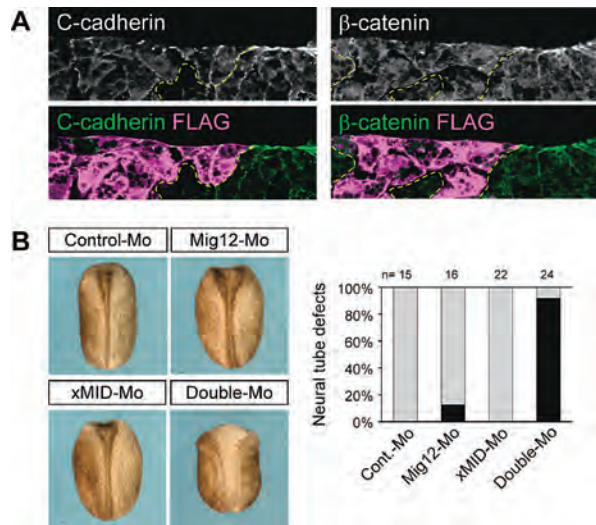 A
C-cadherin
β-catenin
C-cadherin FLAG
β-catenin FLAG
B
Control-Mo
Mig12-Mo
xMID-Mo
Double-Mo
n= 15 16 22 24
Neural tube defects
100%
80%
60%
40%
20%
0%
Cont.-Mo
Mig12-Mo
xMID-Mo
Double-Mo